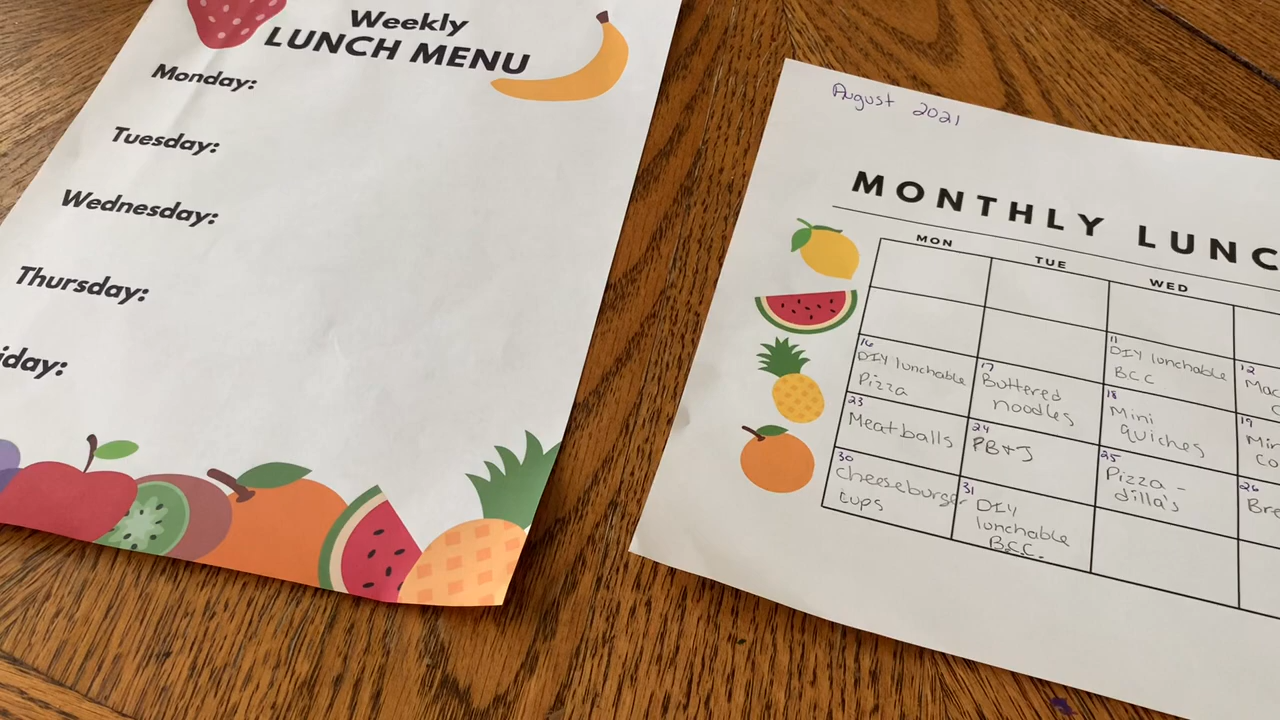 Weekly
LUNCH MENU
Monday:
Tuesday:
Wednesday:
Thursday:
iday:
August 2021
MONTHLY LUNC
MON
TUE
WED
11
DIY lunchable
BCC
12
Mac
16
DIY lunchable
Pizza
17
Buttered
noodles
18
Mini
quiches
19
23
Meatballs
24
PB&J
25
Pizza -
dilla's
26
Bre
30
Cheeseburger
cups
31
DIY
lunchable
B.C.C.